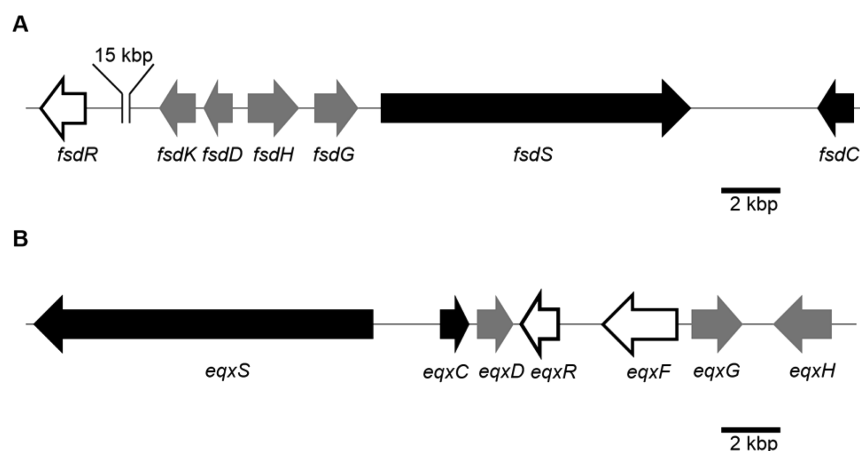 A
15 kbp
fsdR fsdK fsdD fsdH fsdG fsdS fsdC
2 kbp
B
eqxS eqxC eqxD eqxR eqxF eqxG eqxH
2 kbp